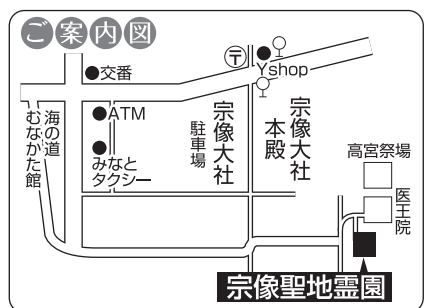 ご案内図
〒
Yshop
交番
ATM
みなと
タクシー
海の道
むなかた館
宗像大社
駐車場
宗像大社
本殿
高宮祭場
医王院
宗像聖地霊園